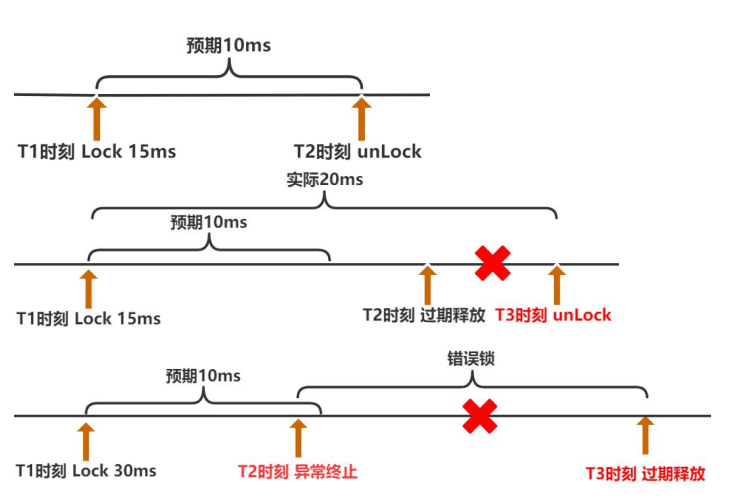 预期10ms
T1时刻 Lock 15ms
T2时刻 unLock
实际20ms
预期10ms
T1时刻 Lock 15ms
T2时刻 过期释放
T3时刻 unLock
错误锁
预期10ms
T1时刻 Lock 30ms
T2时刻 异常终止
T3时刻 过期释放